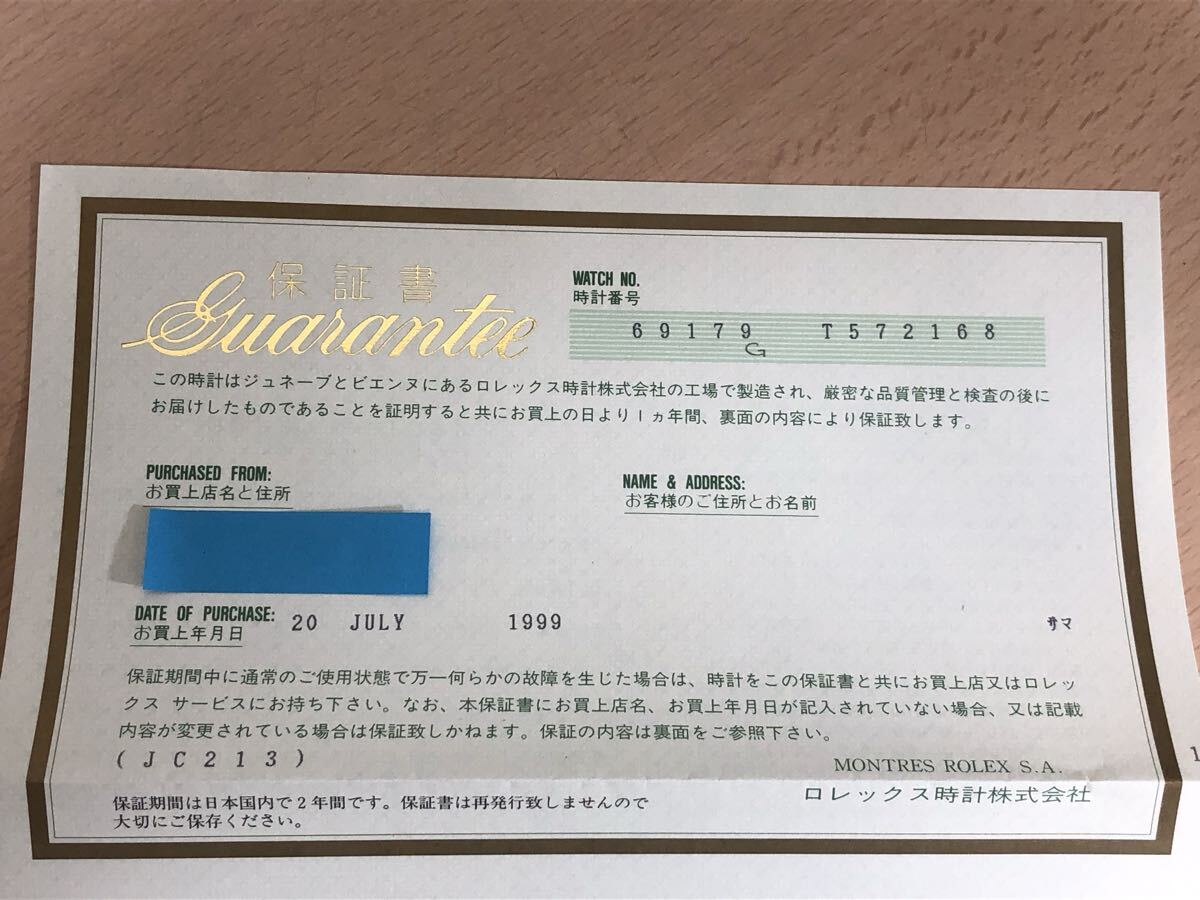 保証書
Guarantee
WATCH NO.
時計番号
69179 T572168
G
この時計はジュネーブとビエンヌにあるロレックス時計株式会社の工場で製造され、厳密な品質管理と検査の後に
お届けしたものであることを証明すると共にお買上の日より1ヵ年間、裏面の内容により保証致します。
PURCHASED FROM:
お買上店名と住所
NAME & ADDRESS:
お客様のご住所とお名前
DATE OF PURCHASE:
お買上年月日
20 JULY 1999
サマ
保証期間中に通常のご使用状態で万一何らかの故障を生じた場合は、時計をこの保証書と共にお買上店又はロレッ
クス サービスにお持ち下さい。なお、本保証書にお買上店名、お買上年月日が記入されていない場合、又は記載
内容が変更されている場合は保証致しかねます。保証の内容は裏面をご参照下さい。
(JC213)
MONTRES ROLEX S.A.
ロレックス時計株式会社
保証期間は日本国内で2年間です。保証書は再発行致しませんので
大切にご保存ください。
1